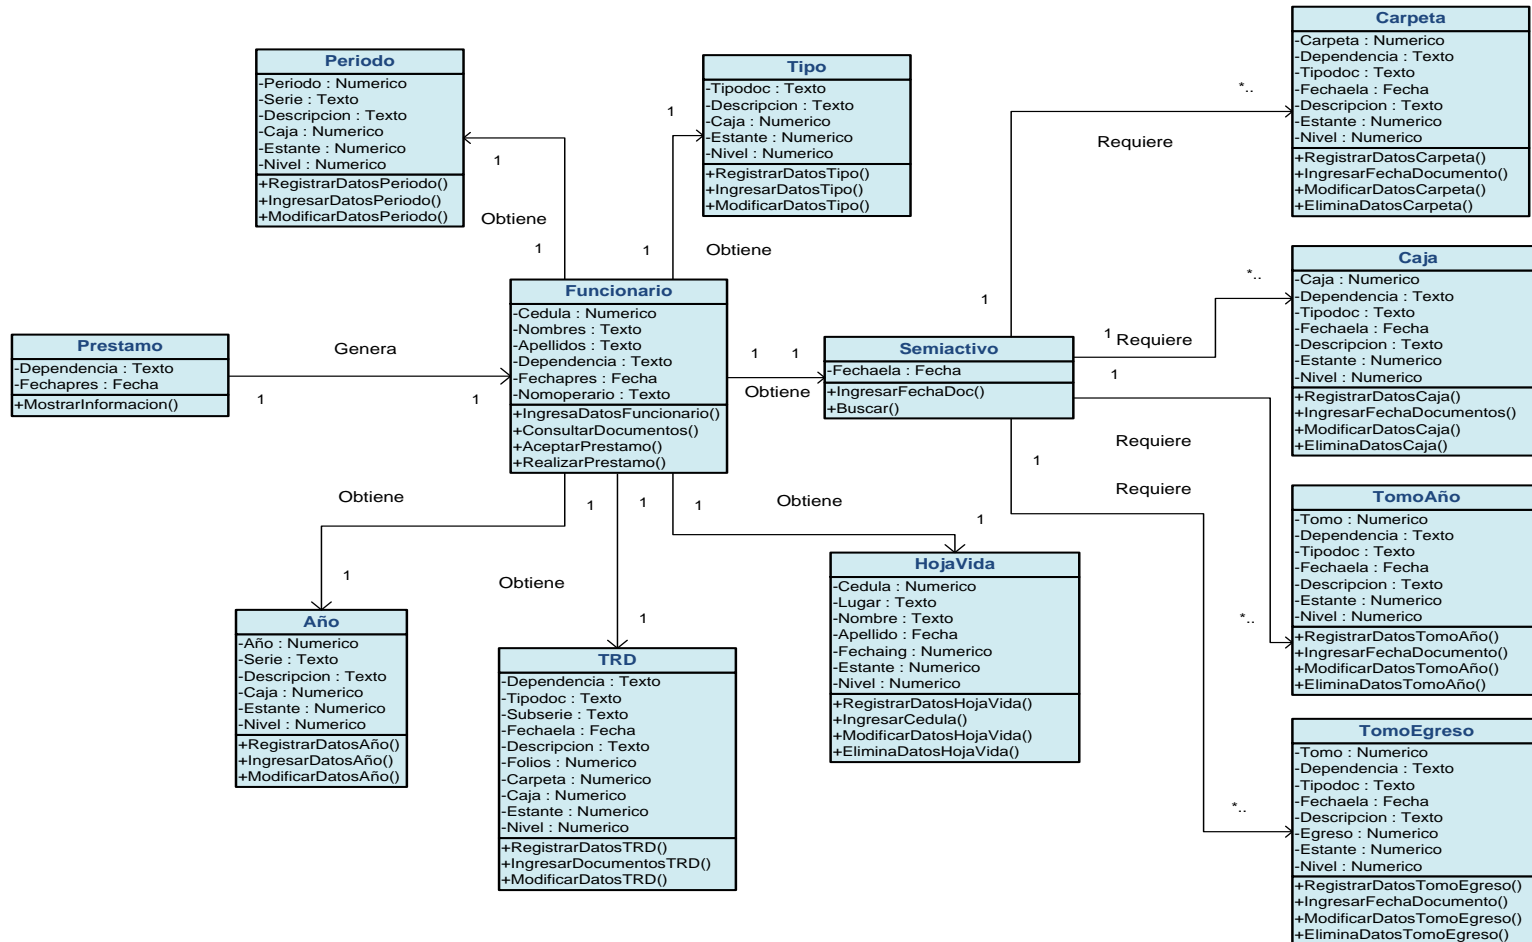 Periodo
-Periodo : Numerico
-Serie : Texto
-Descripcion : Texto
-Caja : Numerico
-Estante : Numerico
-Nivel : Numerico
+RegistrarDatosPeriodo()
+IngresarDatosPeriodo()
+ModificarDatosPeriodo()
1
Obtiene
1
Tipo
-Tipodoc : Texto
-Descripcion : Texto
-Caja : Numerico
-Estante : Numerico
-Nivel : Numerico
+RegistrarDatosTipo()
+IngresarDatosTipo()
+ModificarDatosTipo()
1
1
Obtiene
Carpeta
-Carpeta : Numerico
-Dependencia : Texto
-Tipodoc : Texto
-Fechaela : Fecha
-Descripcion : Texto
-Estante : Numerico
-Nivel : Numerico
+RegistrarDatosCarpeta()
+IngresarFechaDocumento()
+ModificarDatosCarpeta()
+EliminaDatosCarpeta()
*..
Requiere
1
Prestamo
-Dependencia : Texto
-Fechapres : Fecha
+MostrarInformacion()
Genera
1
1
Funcionario
-Cedula : Numerico
-Nombres : Texto
-Apellidos : Texto
-Dependencia : Texto
-Fechapres : Fecha
-Nomoperario : Texto
+IngresaDatosFuncionario()
+ConsultarDocumentos()
+AceptarPrestamo()
+RealizarPrestamo()
1
1
Obtiene
Semiactivo
-Fechaela : Fecha
+IngresarFechaDoc()
+Buscar()
1
Requiere
*..
Caja
-Caja : Numerico
-Dependencia : Texto
-Tipodoc : Texto
-Fechaela : Fecha
-Descripcion : Texto
-Estante : Numerico
-Nivel : Numerico
+RegistrarDatosCaja()
+IngresarFechaDocumentos()
+ModificarDatosCaja()
+EliminaDatosCaja()
1
Requiere
*..
TomoAño
-Tomo : Numerico
-Dependencia : Texto
-Tipodoc : Texto
-Fechaela : Fecha
-Descripcion : Texto
-Estante : Numerico
-Nivel : Numerico
+RegistrarDatosTomoAño()
+IngresarFechaDocumento()
+ModificarDatosTomoAño()
+EliminaDatosTomoAño()
1
Requiere
*..
TomoEgreso
-Tomo : Numerico
-Dependencia : Texto
-Tipodoc : Texto
-Fechaela : Fecha
-Descripcion : Texto
-Egreso : Numerico
-Estante : Numerico
-Nivel : Numerico
+RegistrarDatosTomoEgreso()
+IngresarFechaDocumento()
+ModificarDatosTomoEgreso()
+EliminaDatosTomoEgreso()
Obtiene
1
1
Año
-Año : Numerico
-Serie : Texto
-Descripcion : Texto
-Caja : Numerico
-Estante : Numerico
-Nivel : Numerico
+RegistrarDatosAño()
+IngresarDatosAño()
+ModificarDatosAño()
1
Obtiene
1
TRD
-Dependencia : Texto
-Tipodoc : Texto
-Subserie : Texto
-Fechaela : Fecha
-Descripcion : Texto
-Folios : Numerico
-Carpeta : Numerico
-Caja : Numerico
-Estante : Numerico
-Nivel : Numerico
+RegistrarDatosTRD()
+IngresarDocumentosTRD()
+ModificarDatosTRD()
1
Obtiene
1
HojaVida
-Cedula : Numerico
-Lugar : Texto
-Nombre : Texto
-Apellido : Fecha
-Fechaing : Numerico
-Estante : Numerico
-Nivel : Numerico
+RegistrarDatosHojaVida()
+IngresarCedula()
+ModificarDatosHojaVida()
+EliminaDatosHojaVida()